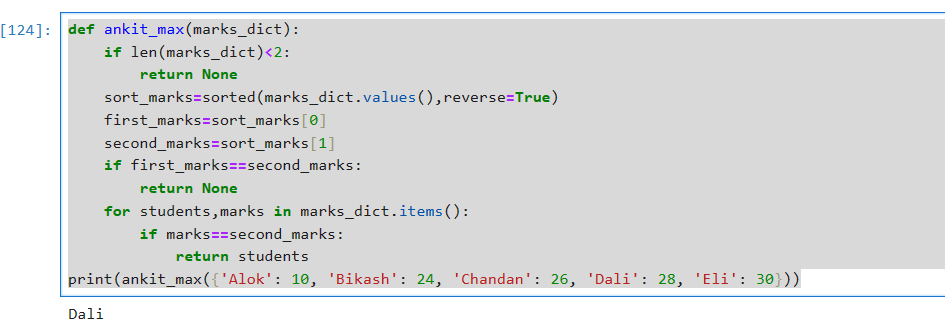 [124]: def ankit_max(marks_dict):
    if len(marks_dict)<2:
        return None
    sort_marks=sorted(marks_dict.values(),reverse=True)
    first_marks=sort_marks[0]
    second_marks=sort_marks[1]
    if first_marks==second_marks:
        return None
    for students,marks in marks_dict.items():
        if marks==second_marks:
            return students
print(ankit_max({'Alok': 10, 'Bikash': 24, 'Chandan': 26, 'Dali': 28, 'Eli': 30}))
Dali